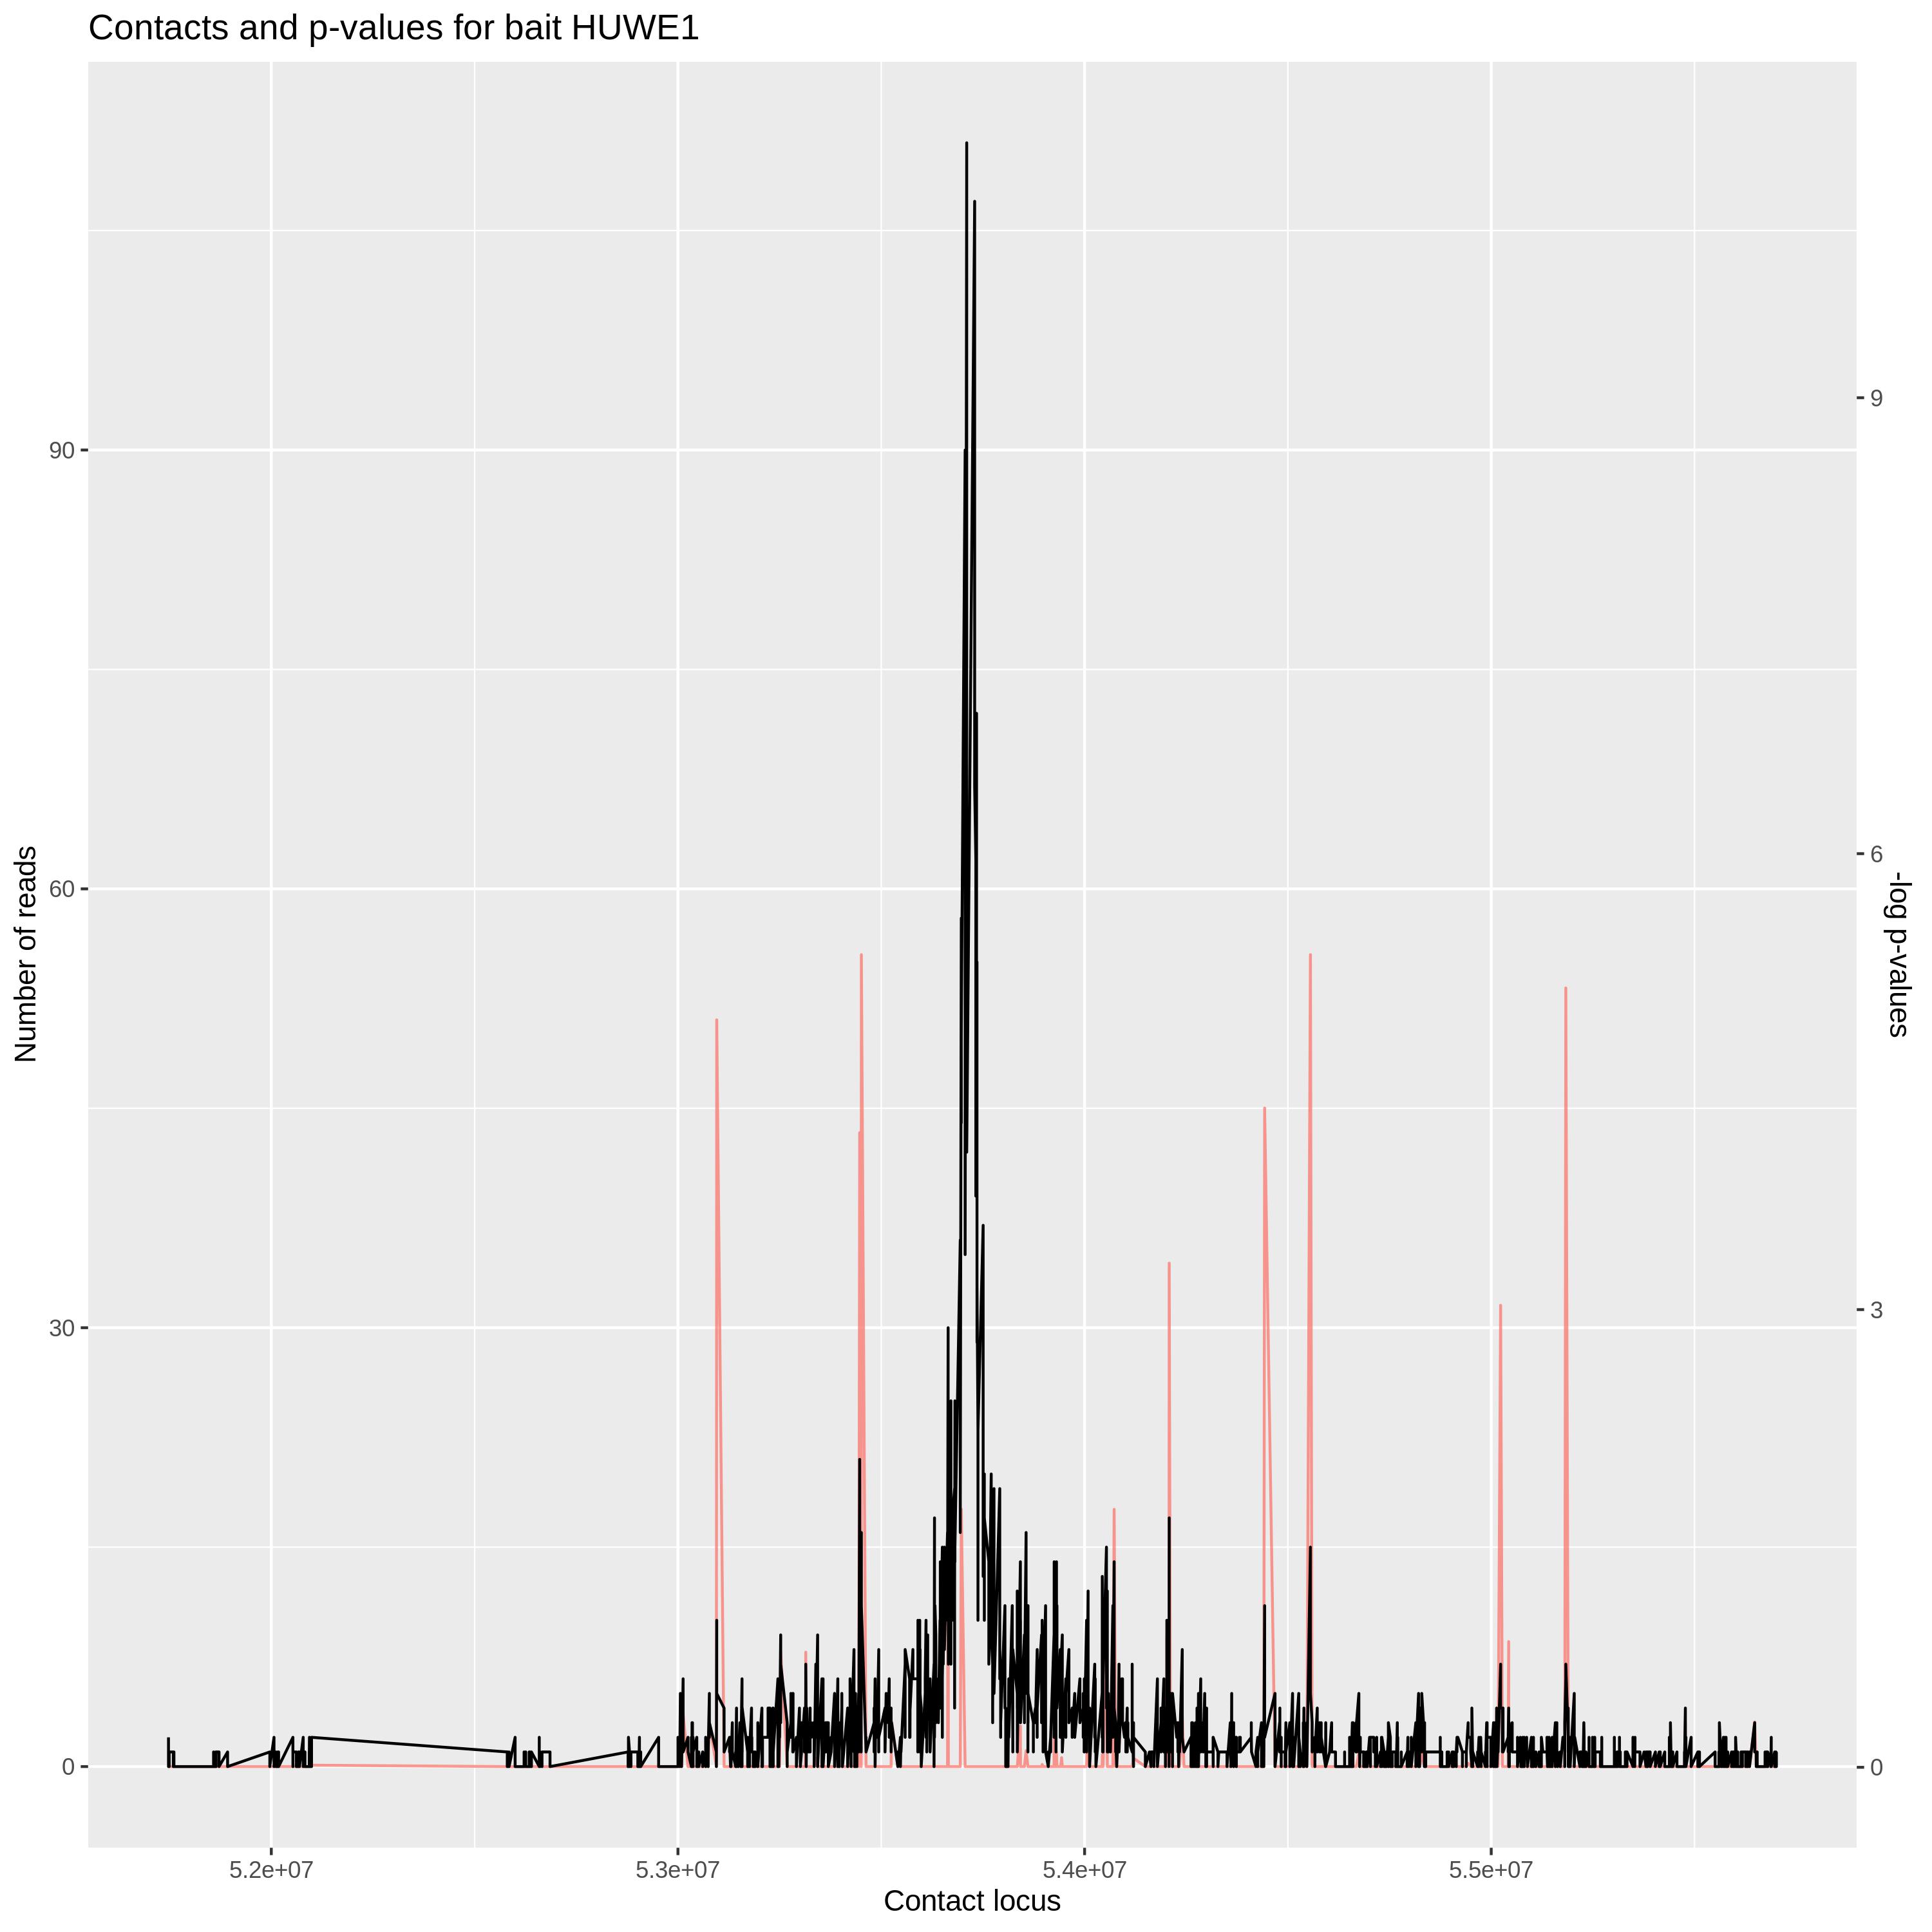 Contacts and p-values for bait HUWE1
Number of reads
90
60
30
0
9
6
3
0
-log p-values
5.2e+07
5.3e+07
5.4e+07
5.5e+07
Contact locus